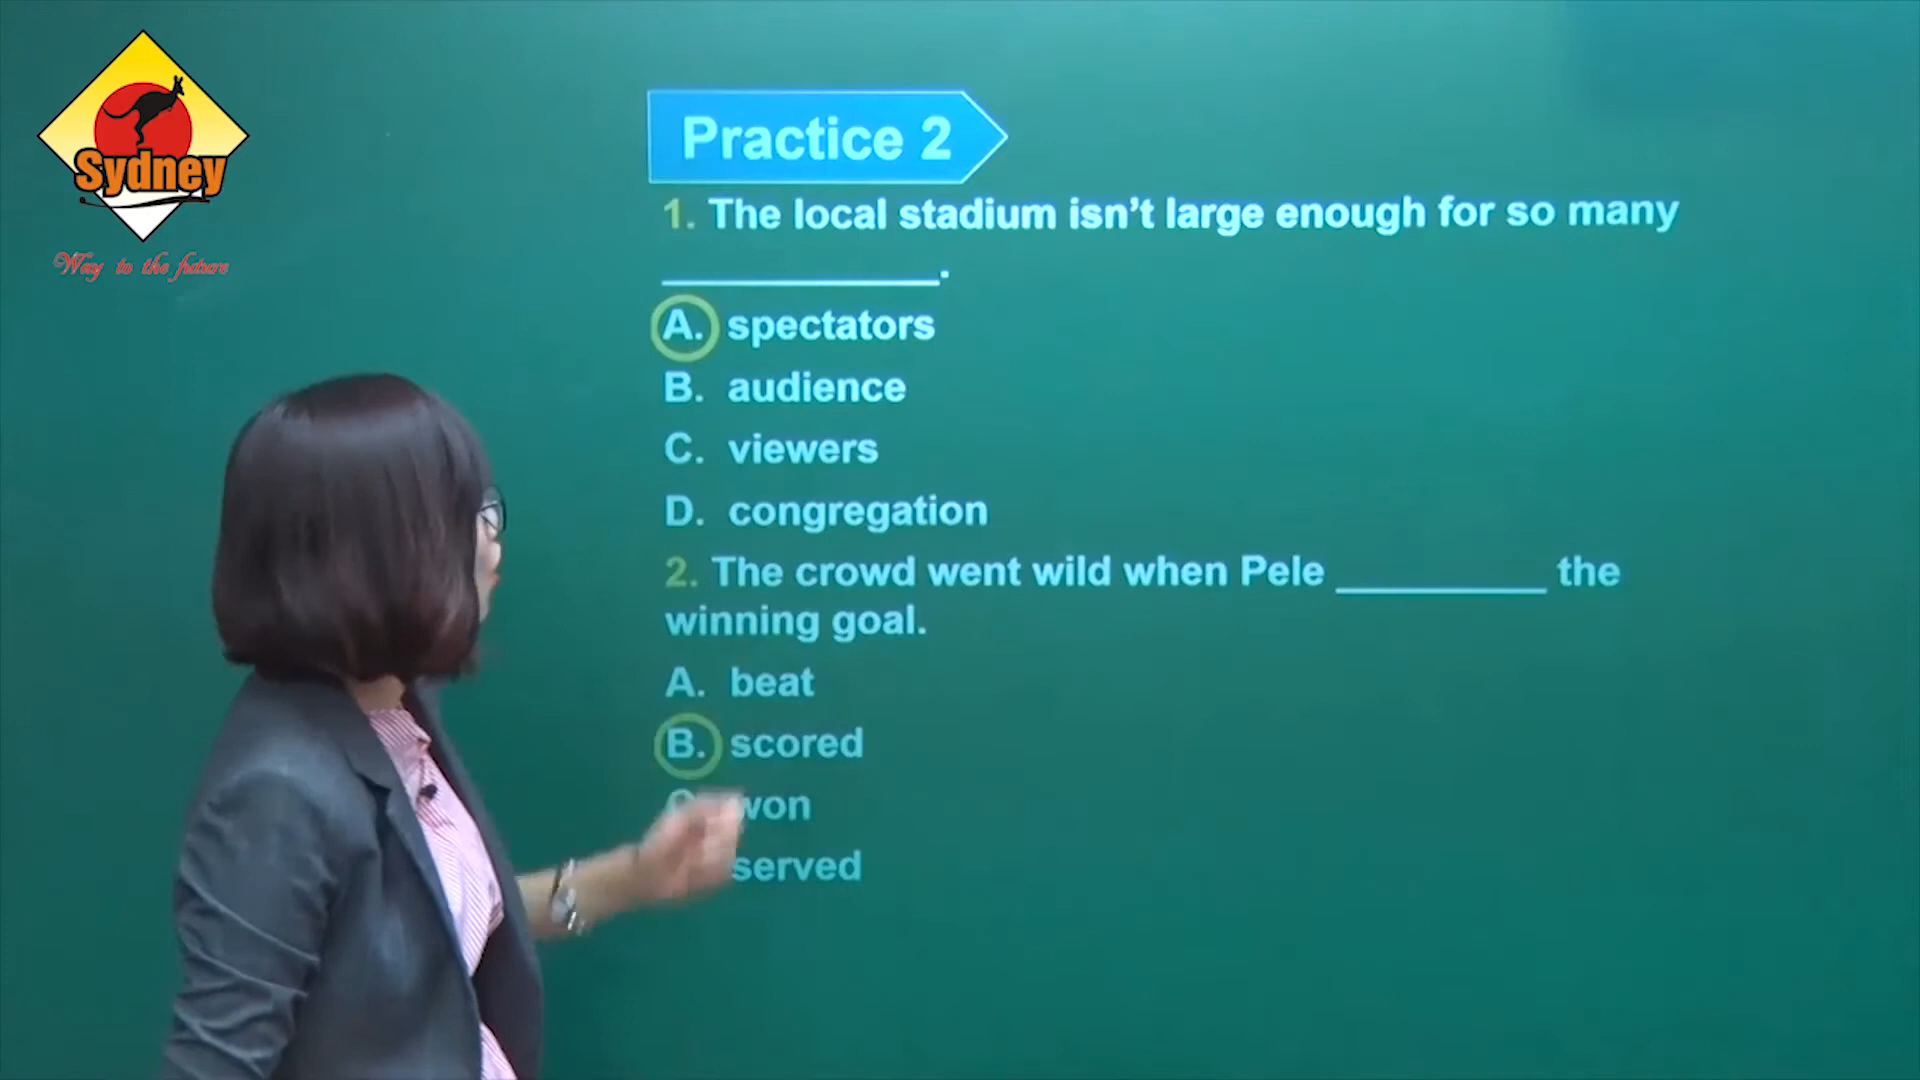 Sydney
Way to the future
Practice 2
1. The local stadium isn't large enough for so many
____________.
A. spectators
B. audience
C. viewers
D. congregation
2. The crowd went wild when Pele _________ the
winning goal.
A. beat
B. scored
won
served